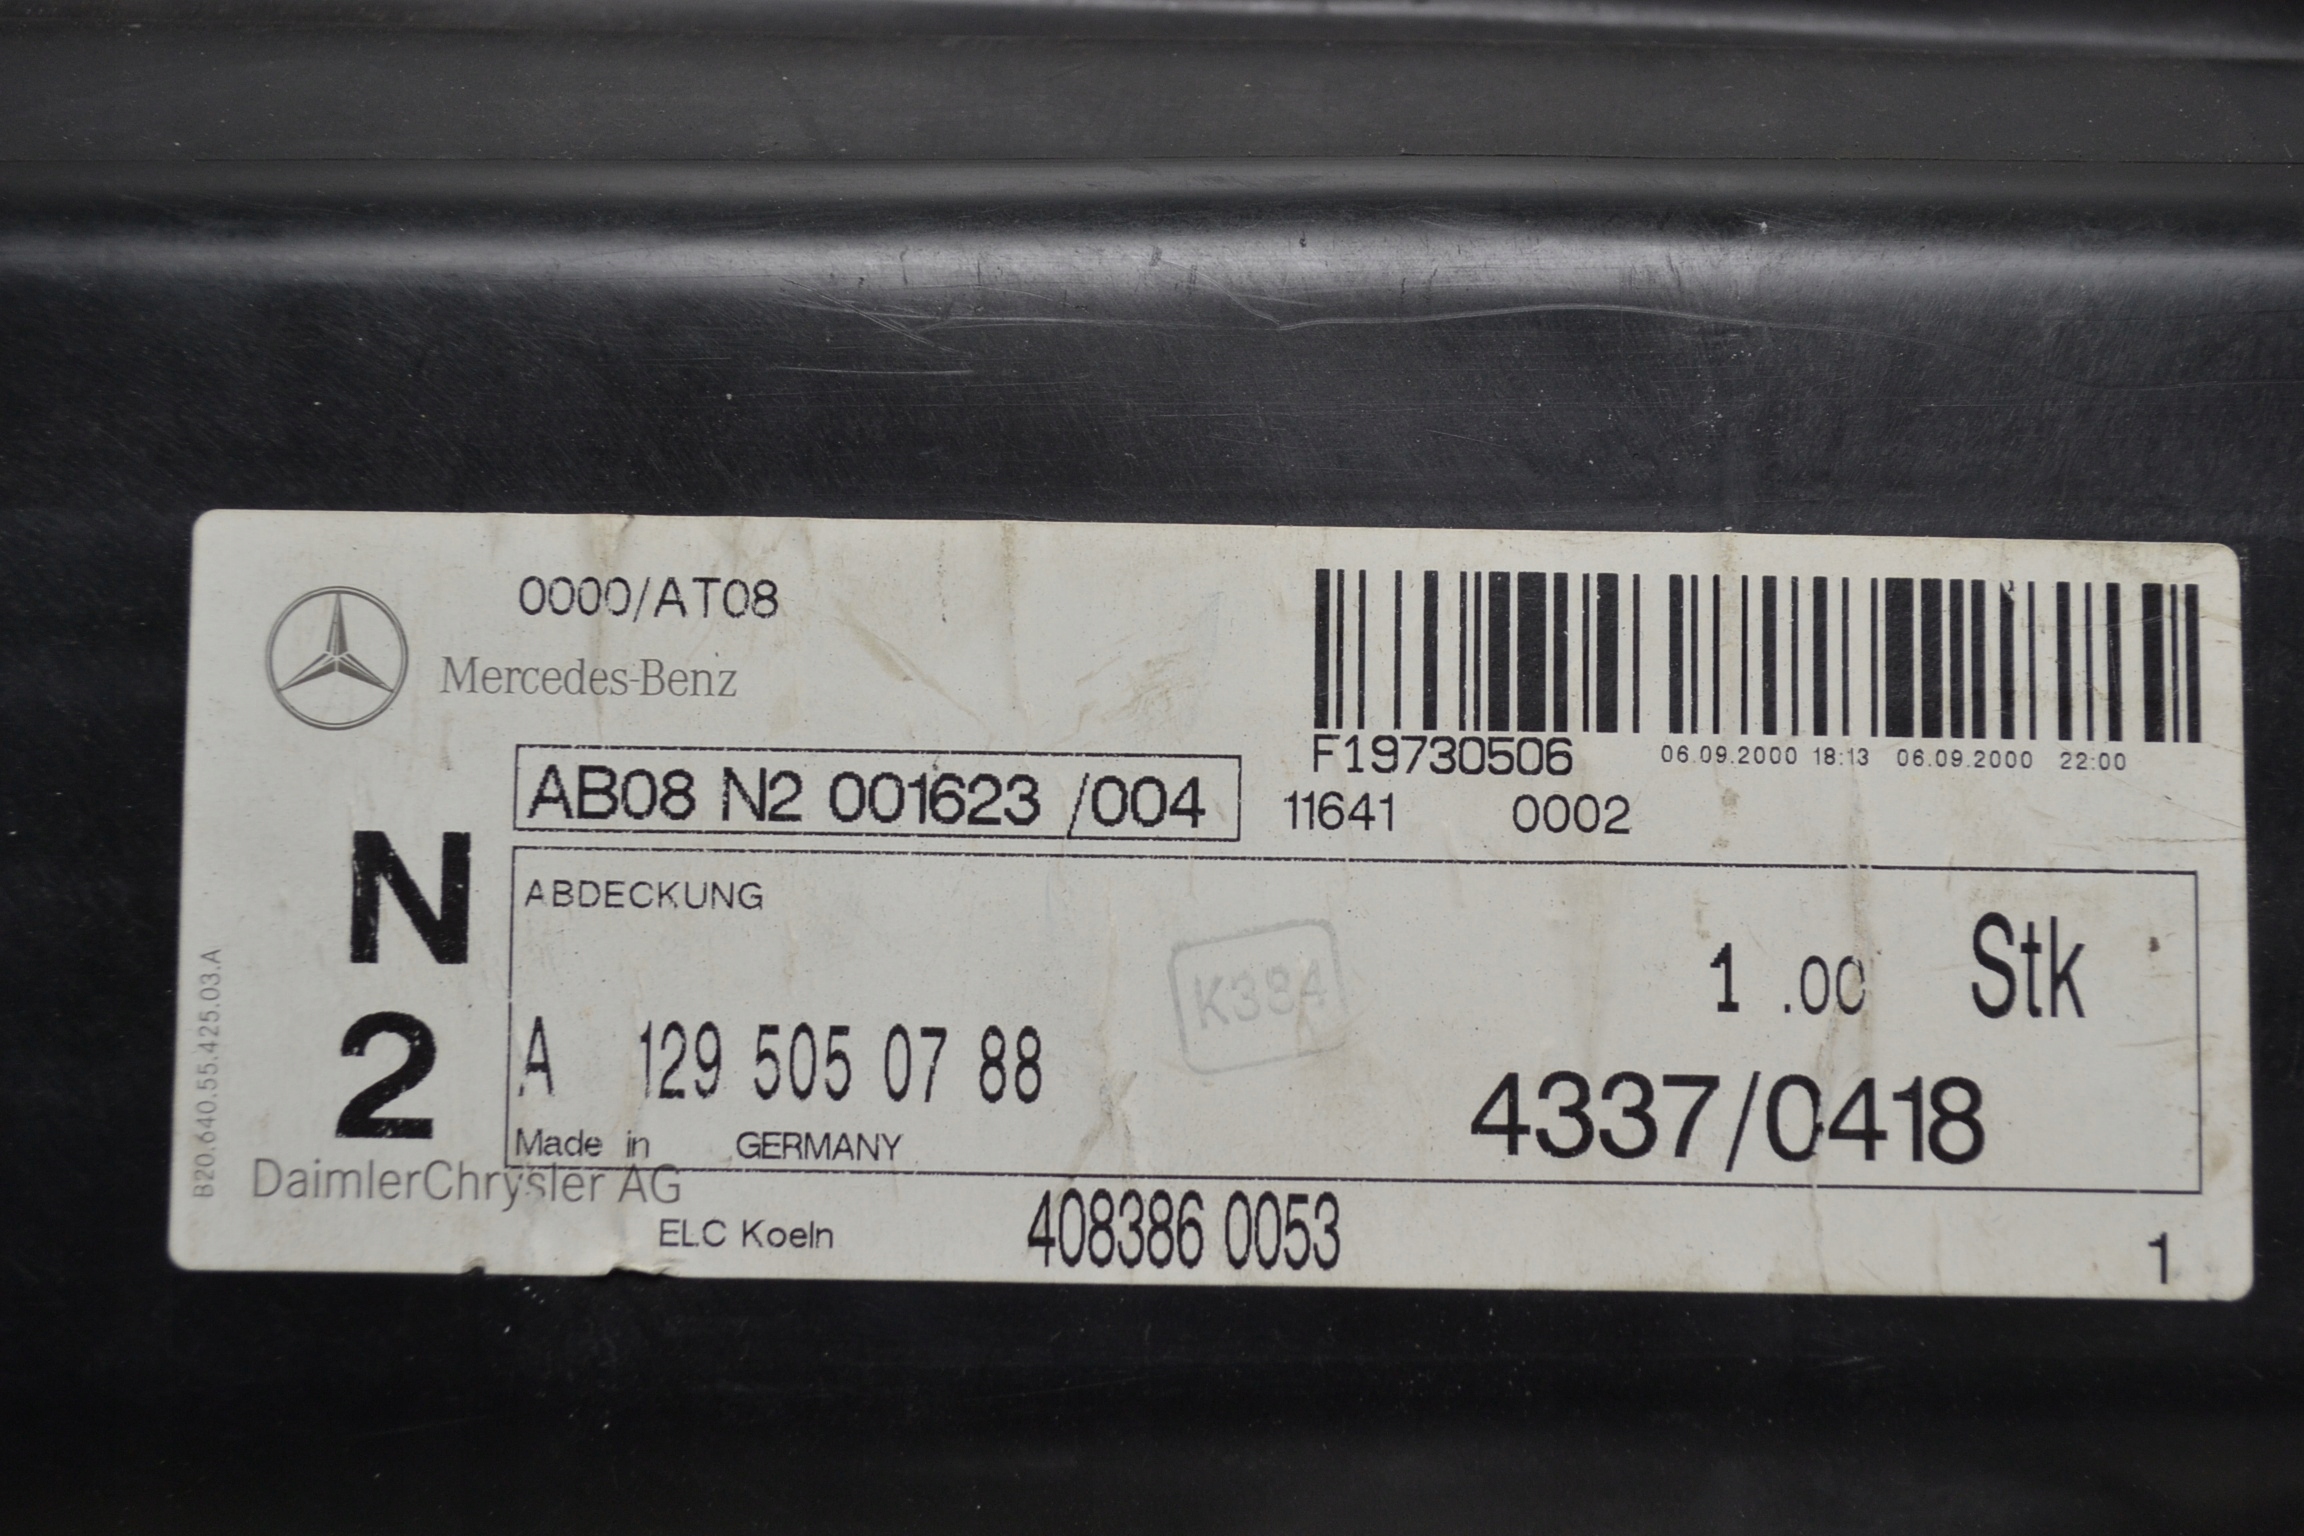 0000/AT08
Mercedes-Benz
F19730506 06.09.2000 18:13 06.09.2000 22:00
AB08 N2 001623 /004
11641 0002
N
2
ABDECKUNG
1 .00 Stk
A 129 505 07 88
4337/0418
Made in GERMANY
DaimlerChrysler AG
ELC Koeln
408386 0053
1
B20.640.55.425.03.A